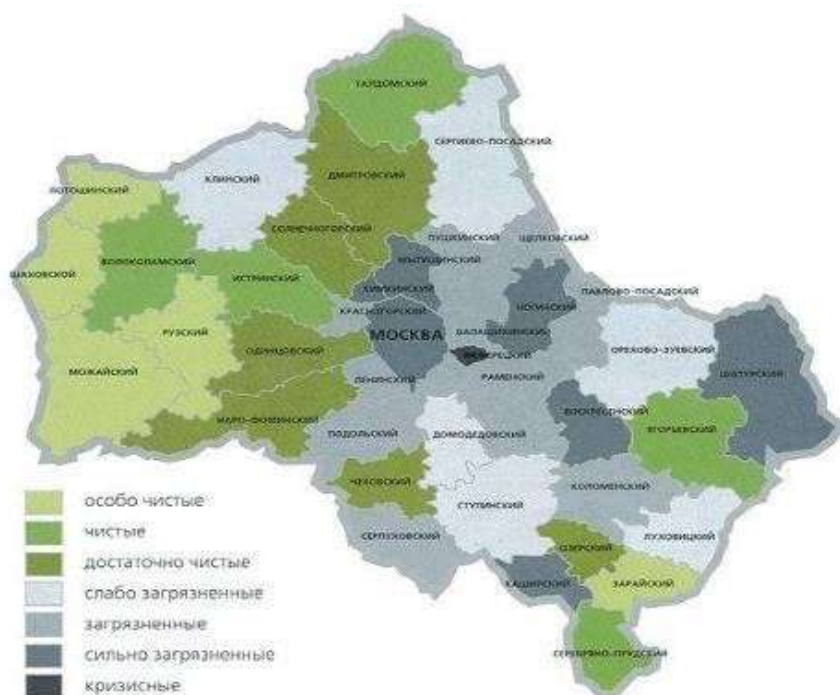 ТАЛДОМСКИЙ
СЕРГИЕВО-ПОСАДСКИЙ
ДМИТРОВСКИЙ
КЛИНСКИЙ
ЛОТОШИНСКИЙ
СОЛНЕЧНОГОРСКИЙ
ПУШКИНСКИЙ
ЩЕЛКОВСКИЙ
МЫТИЩИНСКИЙ
ВОЛОКОЛАМСКИЙ
ШАХОВСКОЙ
ИСТРИНСКИЙ
ХИМКИНСКИЙ
ПАВЛОВО-ПОСАДСКИЙ
НОГИНСКИЙ
КРАСНОГОРСКИЙ
РУЗСКИЙ
МОСКВА
БАЛАШИХИНСКИЙ
ОДИНЦОВСКИЙ
ЛЮБЕРЕЦКИЙ
ОРЕХОВО-ЗУЕВСКИЙ
МОЖАЙСКИЙ
ЛЕНИНСКИЙ
РАМЕНСКИЙ
ШАТУРСКИЙ
НАРО-ФОМИНСКИЙ
ВОСКРЕСЕНСКИЙ
ЕГОРЬЕВСКИЙ
ПОДОЛЬСКИЙ
ДОМОДЕДОВСКИЙ
ЧЕХОВСКИЙ
КОЛОМЕНСКИЙ
СТУПИНСКИЙ
СЕРПУХОВСКИЙ
ЛУХОВИЦКИЙ
ОЗЕРСКИЙ
КАШИРСКИЙ
ЗАРАЙСКИЙ
СЕРЕБРЯНО-ПРУДСКИЙ
особо чистые
чистые
достаточно чистые
слабо загрязненные
загрязненные
сильно загрязненные
кризисные